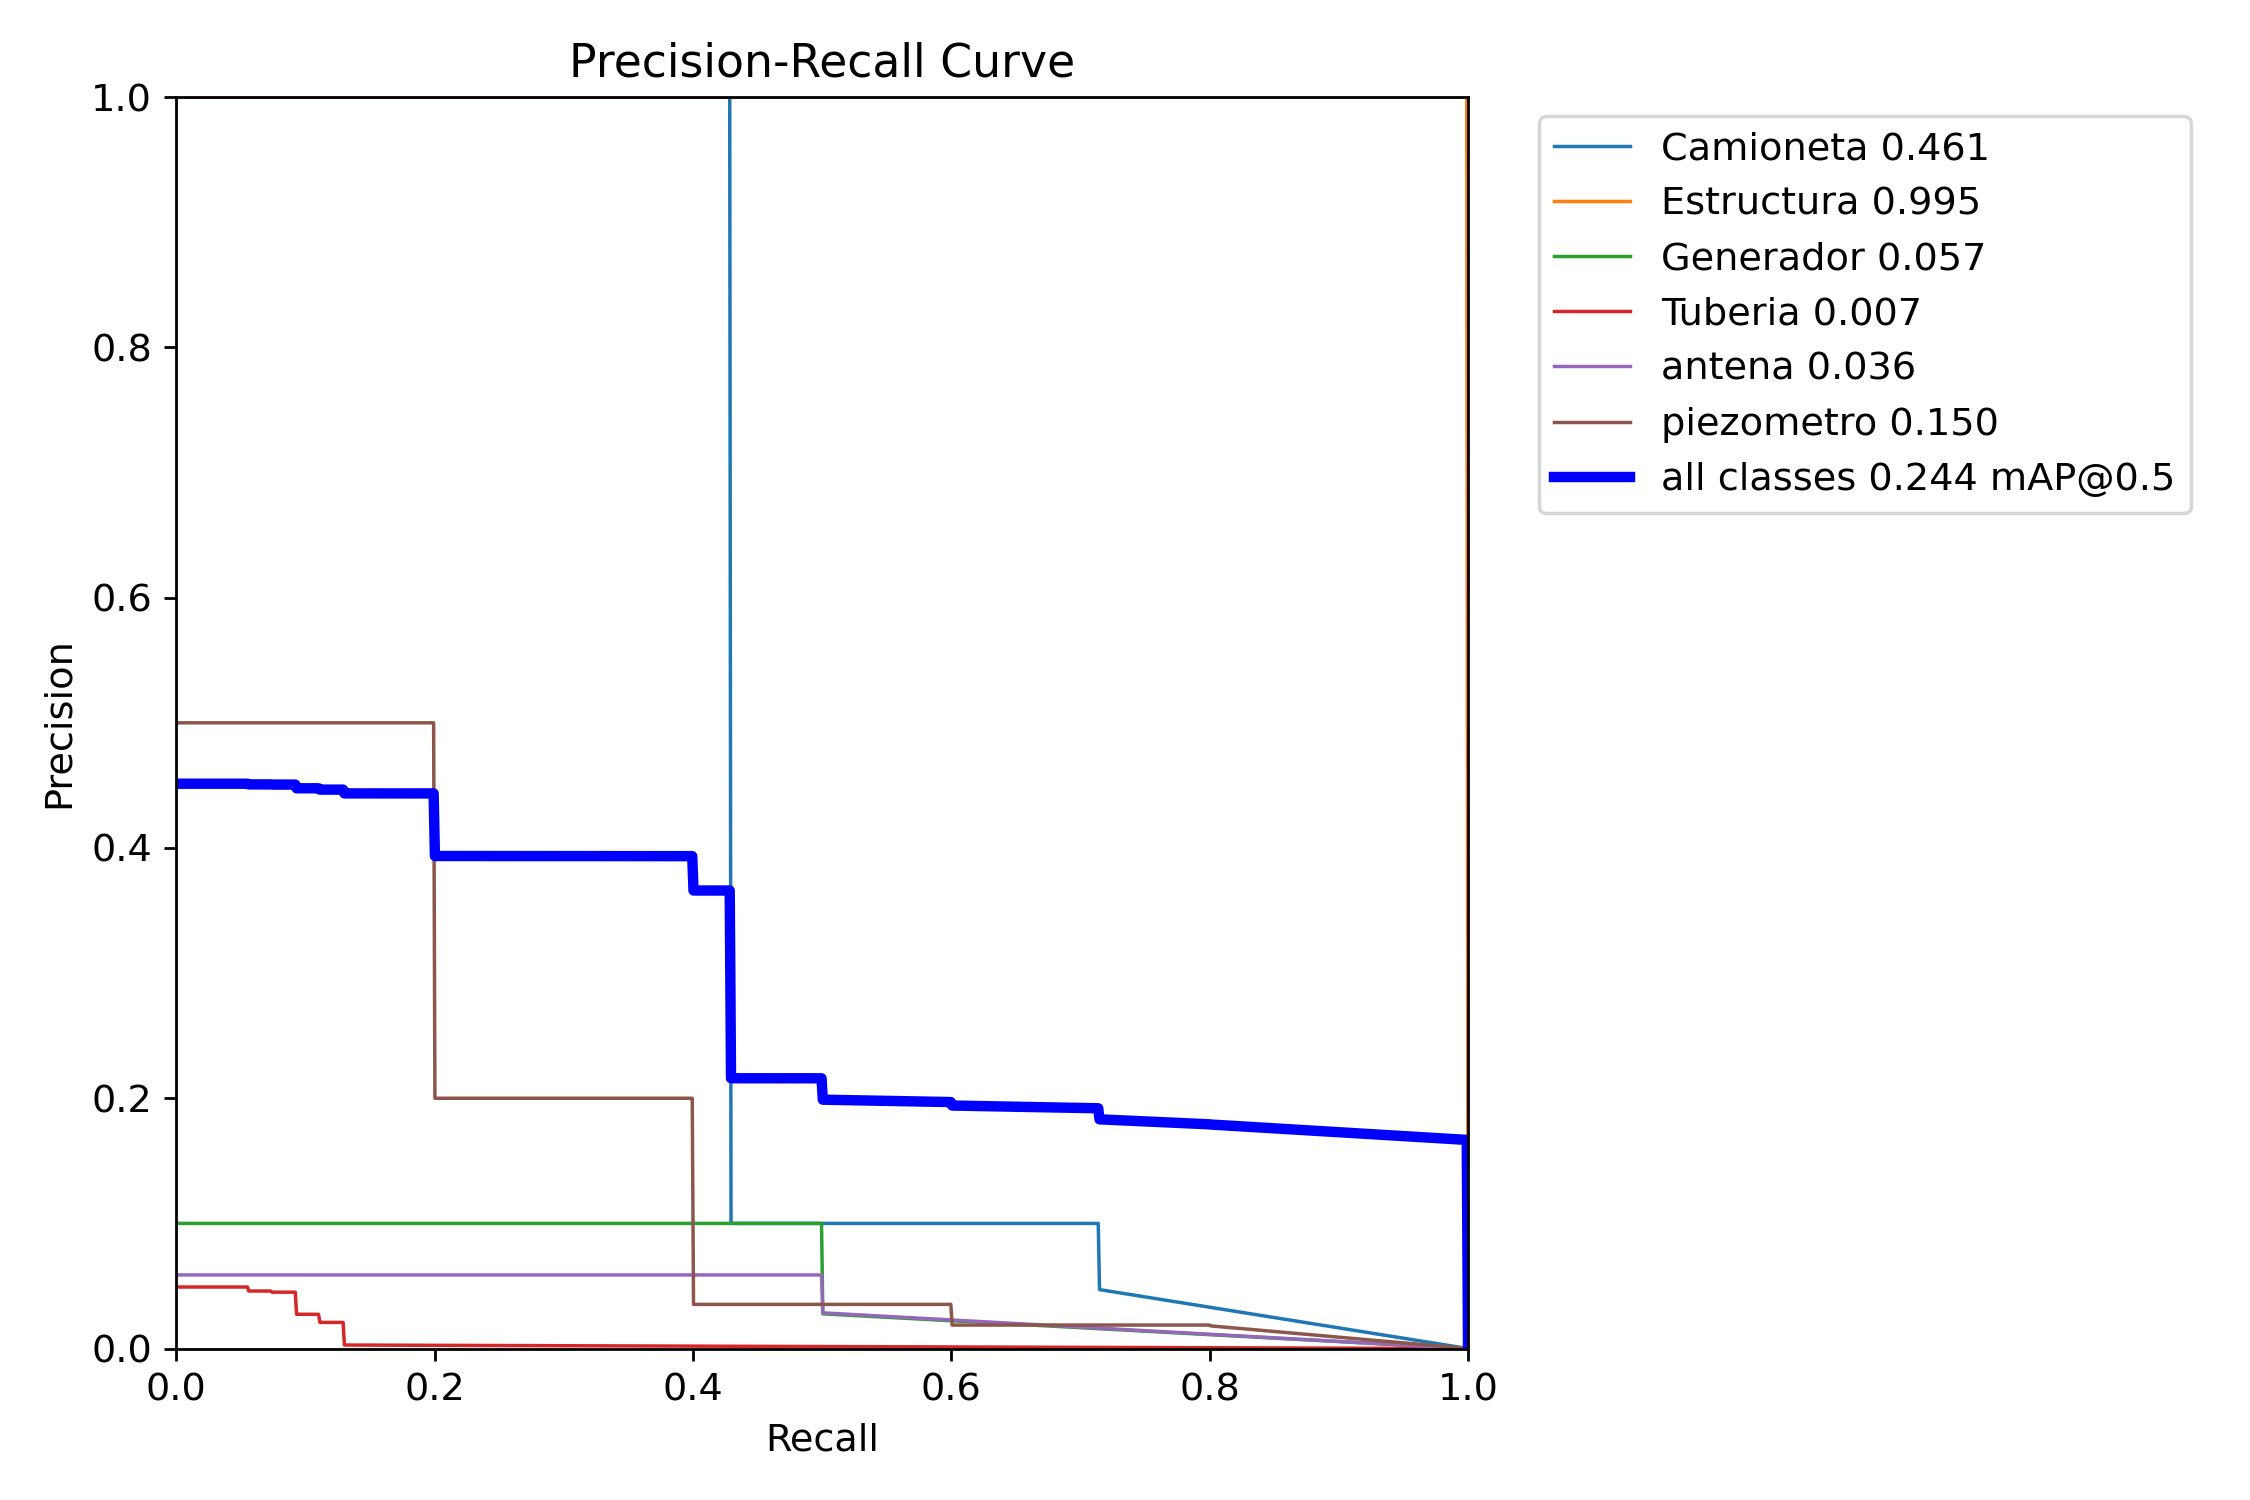 Precision-Recall Curve
1.0
0.8
0.6
0.4
0.2
0.0
Precision
0.0 0.2 0.4 0.6 0.8 1.0
Recall
Camioneta 0.461
Estructura 0.995
Generador 0.057
Tuberia 0.007
antena 0.036
piezometro 0.150
all classes 0.244 mAP@0.5